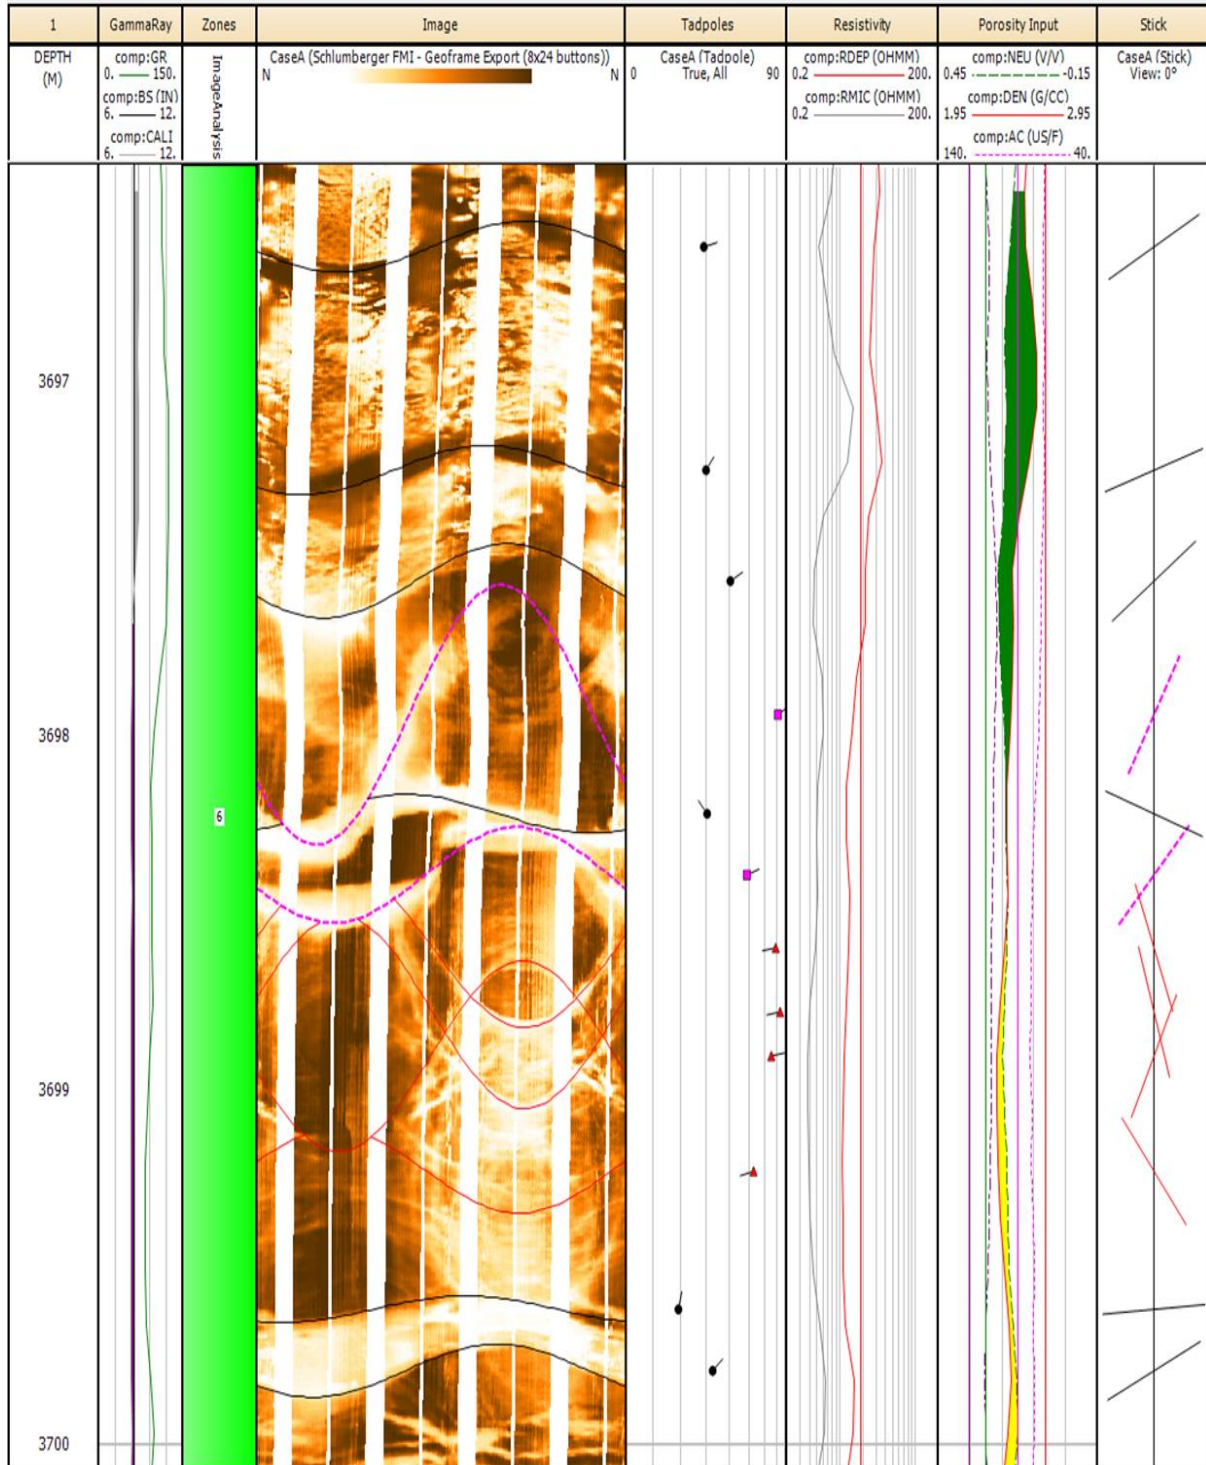 1 GammaRay Zones Image Tadpoles Resistivity Porosity Input Stick
DEPTH
(M)
comp:GR
0. 150.
comp:BS (IN)
6. 12.
comp:CALI
6. 12.
ImageAnalysis
CaseA (Schlumberger FMI - Geoframe Export (8x24 buttons))
N N
CaseA (Tadpole)
0 True, All 90
comp:RDEP (OHMM)
0.2 200.
comp:RMIC (OHMM)
0.2 200.
comp:NEU (V/V)
0.45 -0.15
comp:DEN (G/CC)
1.95 2.95
comp:AC (US/F)
140. 40.
CaseA (Stick)
View: 0°
3697
3698
6
3699
3700